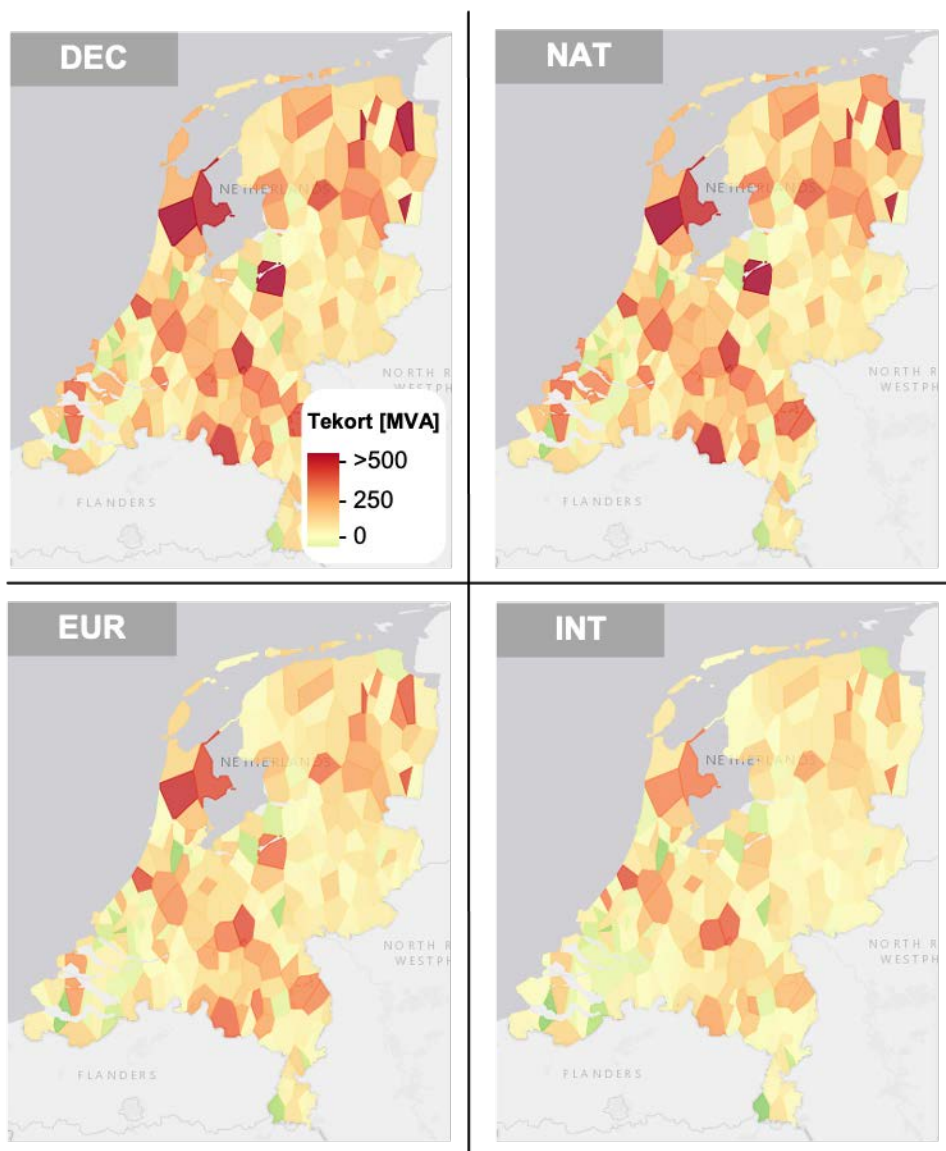 DEC
NETHERLANDS
NORTH R
WESTPH
Tekort [MVA]
>500
250
0
FLANDERS
NAT
NETHERLANDS
NORTH R
WESTPH
FLANDERS
EUR
NETHERLANDS
NORTH R
WESTPH
FLANDERS
INT
NETHERLANDS
NORTH R
WESTPH
FLANDERS